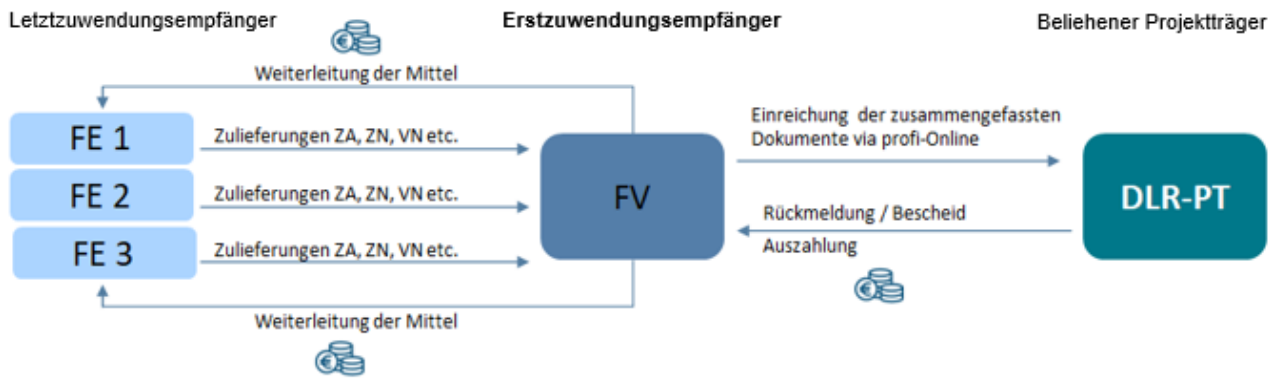 Letztzuwendungsempfänger
Erstzuwendungsempfänger
Beliehener Projektträger
Weiterleitung der Mittel
FE 1
Zulieferungen ZA, ZN, VN etc.
FE 2
Zulieferungen ZA, ZN, VN etc.
FE 3
Zulieferungen ZA, ZN, VN etc.
Weiterleitung der Mittel
FV
Einreichung der zusammengefassten
Dokumente via profi-Online
Rückmeldung / Bescheid
Auszahlung
DLR-PT